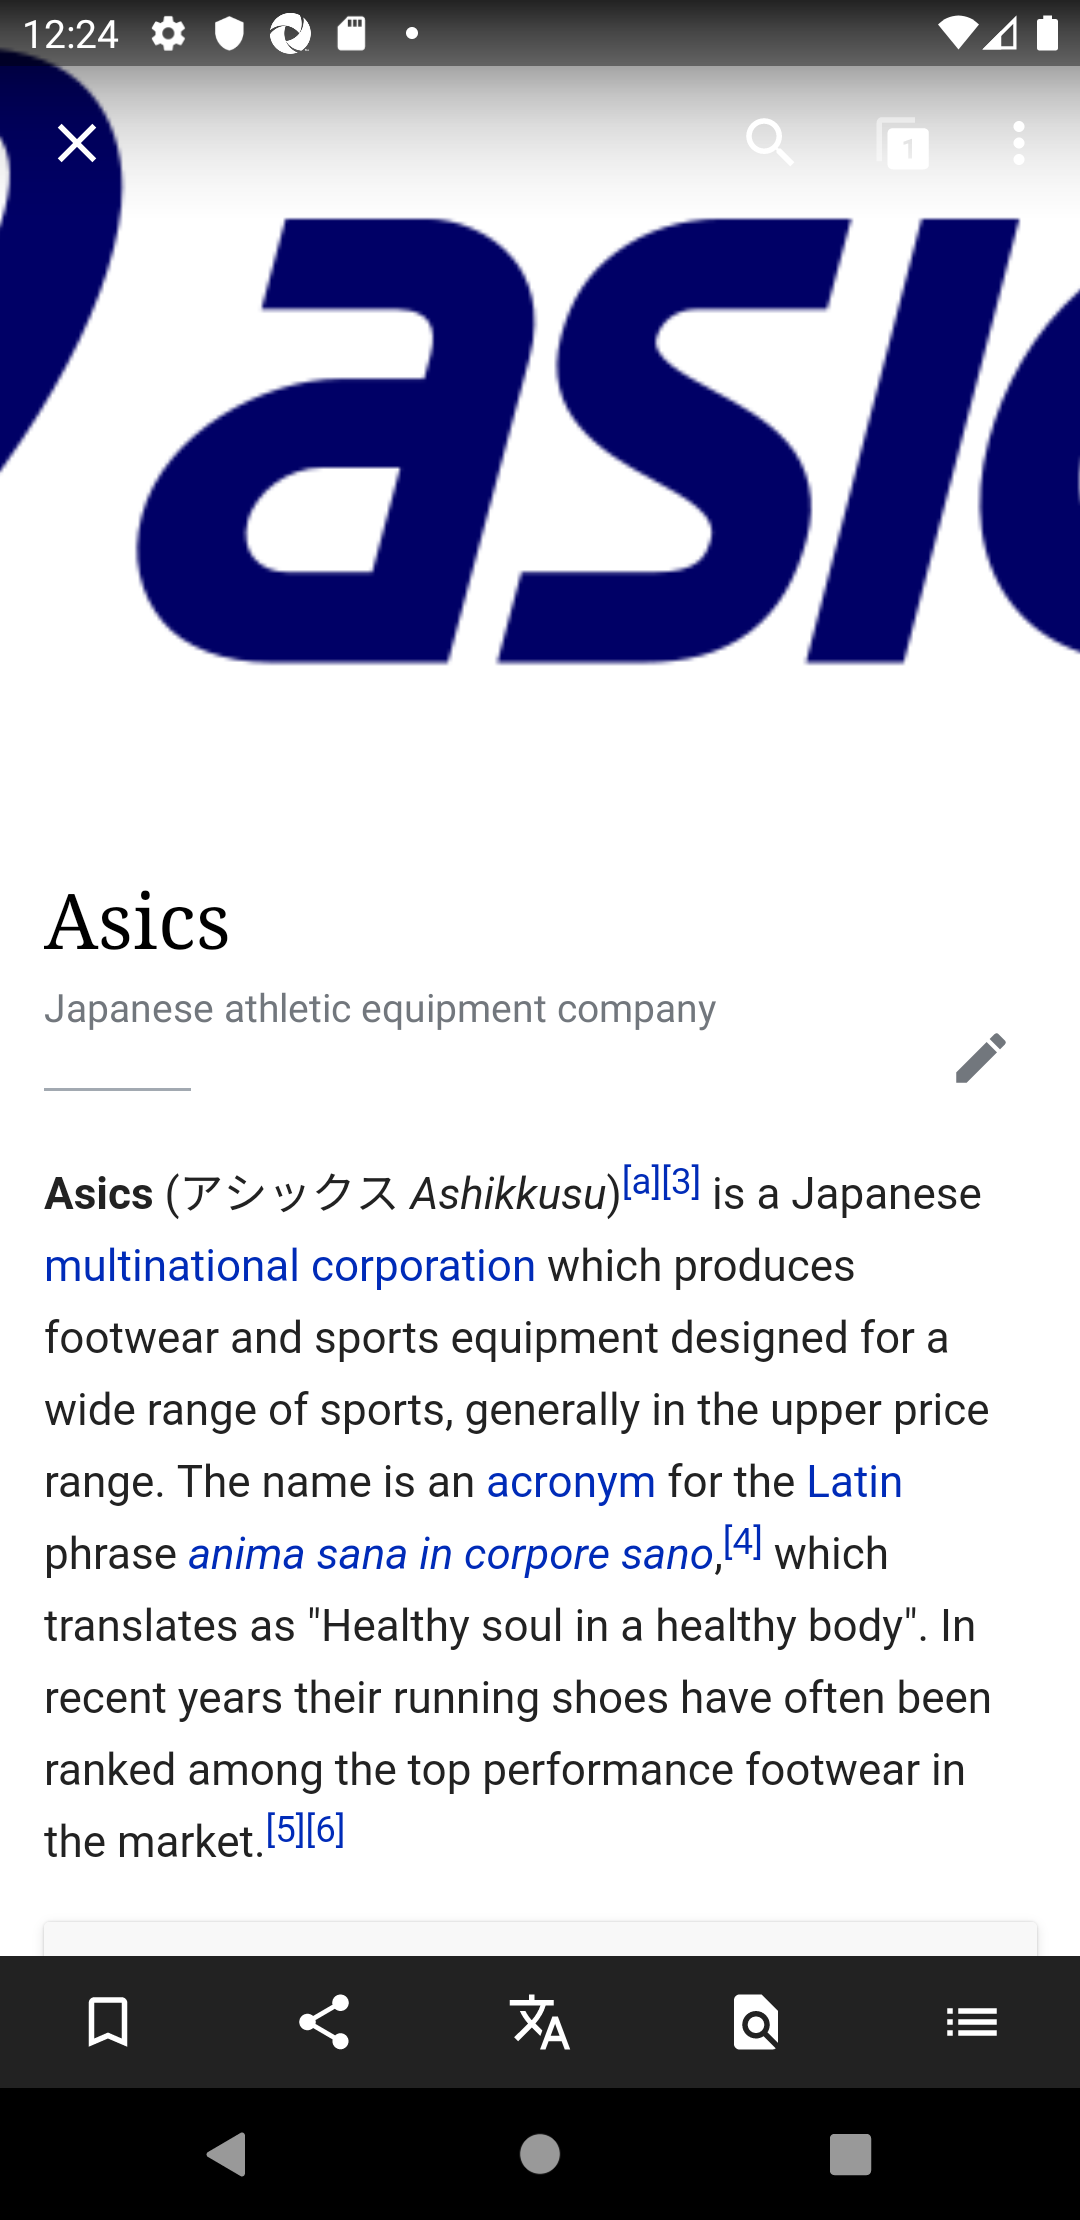 12:24
1
asic
Asics
Japanese athletic equipment company
Asics (アシックス Ashikkusu)[a][3] is a Japanese
multinational corporation which produces
footwear and sports equipment designed for a
wide range of sports, generally in the upper price
range. The name is an acronym for the Latin
phrase anima sana in corpore sano,[4] which
translates as "Healthy soul in a healthy body". In
recent years their running shoes have often been
ranked among the top performance footwear in
the market.[5][6]